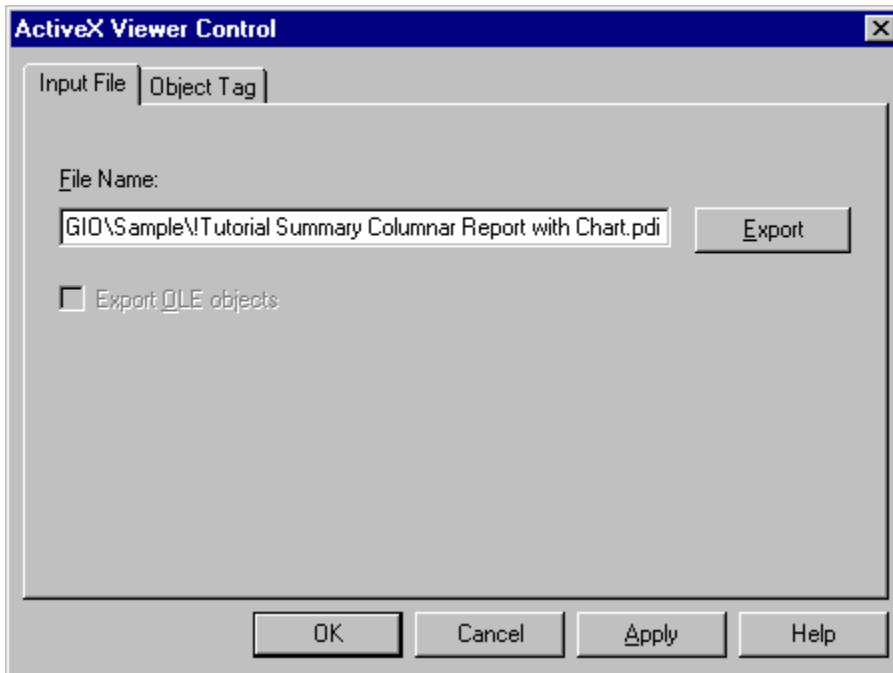 ActiveX Viewer Control
Input File
Object Tag
File Name:
GIO\Sample\!Tutorial Summary Columnar Report with Chart.pdi
Export
Export OLE objects
OK
Cancel
Apply
Help